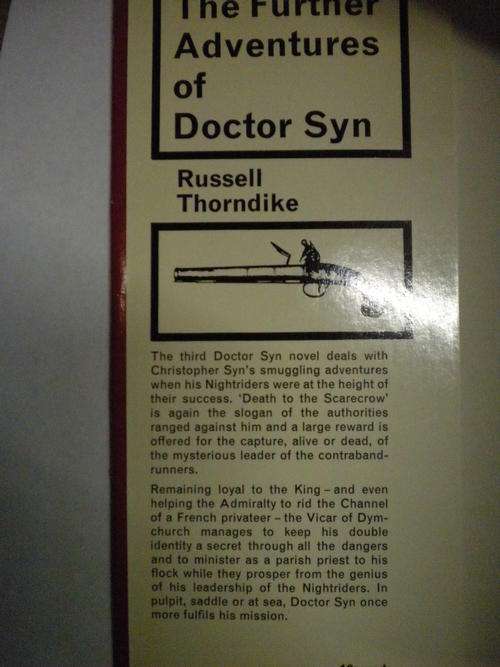 The Further
Adventures
of
Doctor Syn
Russell
Thorndike
The third Doctor Syn novel deals with
Christopher Syn's smuggling adventures
when his Nightriders were at the height of
their success. 'Death to the Scarecrow'
is again the slogan of the authorities
ranged against him and a large reward is
offered for the capture, alive or dead, of
the mysterious leader of the contraband-
runners.
Remaining loyal to the King – and even
helping the Admiralty to rid the Channel
of a French privateer – the Vicar of Dym-
church manages to keep his double
identity a secret through all the dangers
and to minister as a parish priest to his
flock while they prosper from the genius
of his leadership of the Nightriders. In
pulpit, saddle or at sea, Doctor Syn once
more fulfils his mission.